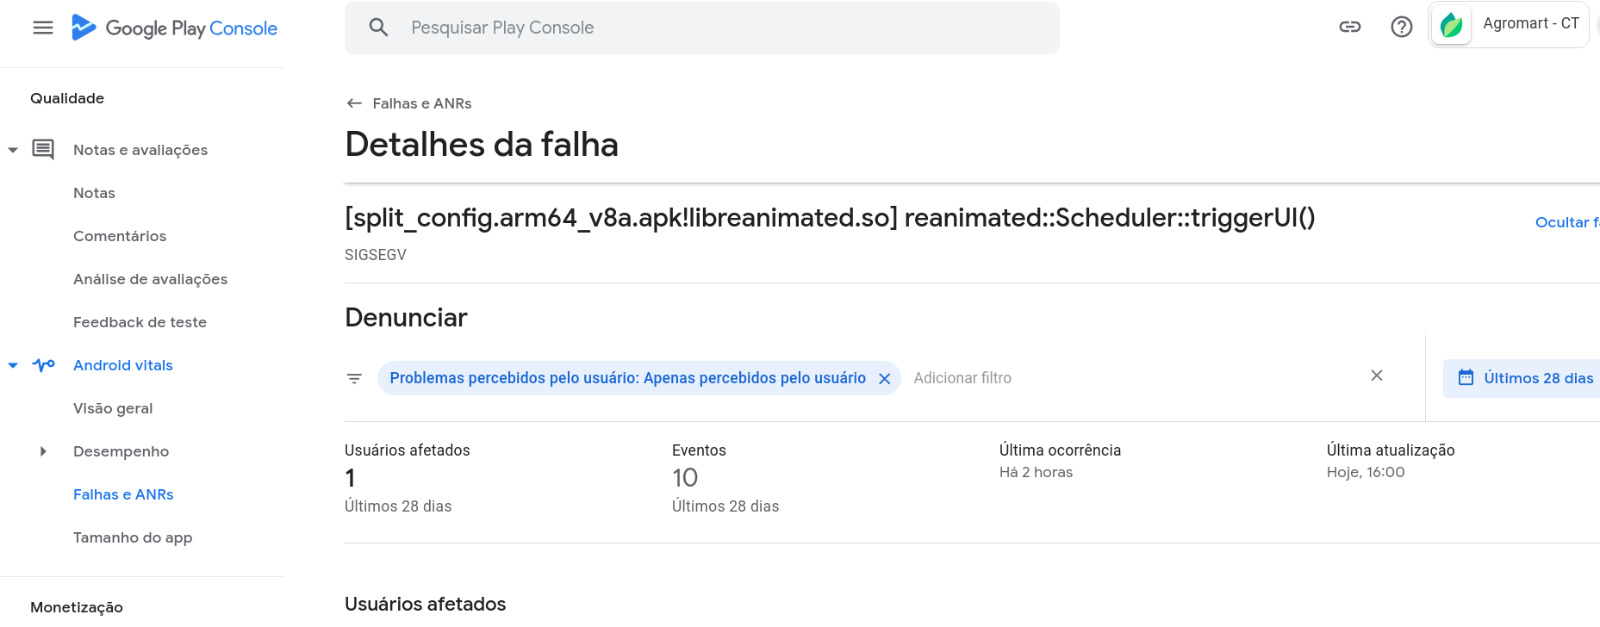 Google Play Console
Pesquisar Play Console
Agromart - CT
Qualidade
Notas e avaliações
Notas
Comentários
Análise de avaliações
Feedback de teste
Android vitals
Visão geral
Desempenho
Falhas e ANRs
Tamanho do app
Monetização
Falhas e ANRs
Detalhes da falha
[split_config.arm64_v8a.apk!libreanimated.so] reanimated::Scheduler::triggerUI()
Ocultar
SIGSEGV
Denunciar
Problemas percebidos pelo usuário: Apenas percebidos pelo usuário
Adicionar filtro
Últimos 28 dias
Usuários afetados
1
Últimos 28 dias
Eventos
10
Últimos 28 dias
Última ocorrência
Há 2 horas
Última atualização
Hoje, 16:00
Usuários afetados